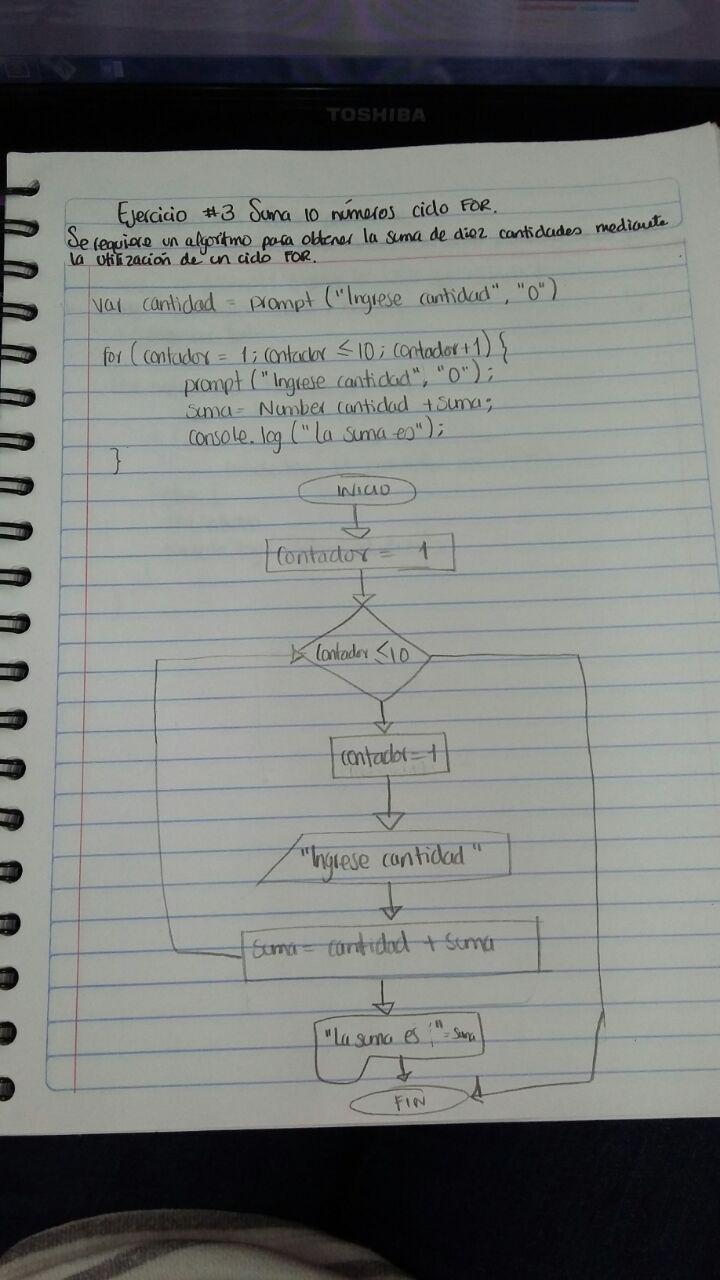 TOSHIBA
Ejercicio #3 Suma 10 números ciclo FOR.
Se requiere un algoritmo para obtener la suma de diez cantidades mediante
la utilización de un ciclo FOR.
var cantidad = prompt ("Ingrese cantidad", "0")
for (contador = 1; contador ≤ 10; contador+1) {
prompt ("Ingrese cantidad", "0");
suma= Number cantidad + suma;
console.log ("la suma es");
}
INICIO
contador = 1
contador ≤ 10
contador = 1
"Ingrese cantidad"
suma = cantidad + suma
"La suma es :" = suma
FIN